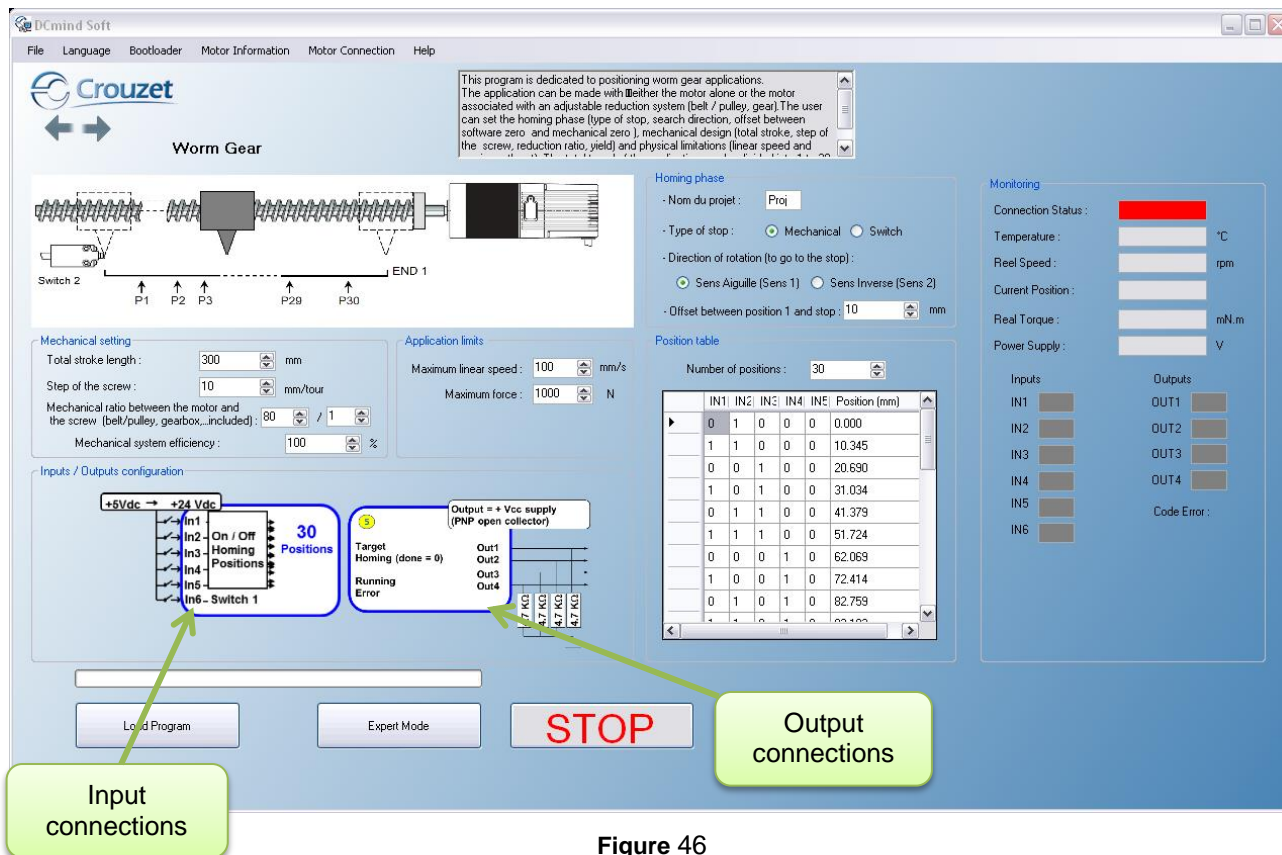 DCmind Soft
File Language Bootloader Motor Information Motor Connection Help
Crouzet
Worm Gear
This program is dedicated to positioning worm gear applications.
The application can be made with either the motor alone or the motor
associated with an adjustable reduction system (belt / pulley, gear).The user
can set the homing phase (type of stop, search direction, offset between
software zero and mechanical zero ), mechanical design (total stroke, step of
the screw, reduction ratio, yield) and physical limitations (linear speed and
Switch 2
END 1
P1 P2 P3 P29 P30
Homing phase
- Nom du projet : Proj
- Type of stop : Mechanical Switch
- Direction of rotation (to go to the stop) :
Sens Aiguille (Sens 1) Sens Inverse (Sens 2)
- Offset between position 1 and stop : 10 mm
Monitoring
Connection Status :
Temperature : °C
Reel Speed : rpm
Current Position :
Real Torque : mN.m
Power Supply : V
Inputs Outputs
IN1 OUT1
IN2 OUT2
IN3 OUT3
IN4 OUT4
IN5 Code Error :
IN6
Mechanical setting
Total stroke length : 300 mm
Step of the screw : 10 mm/tour
Mechanical ratio between the motor and
the screw (belt/pulley, gearbox,...included) : 80 / 1
Mechanical system efficiency : 100 %
Application limits
Maximum linear speed : 100 mm/s
Maximum force : 1000 N
Position table
Number of positions : 30
IN1 IN2 IN3 IN4 IN5 Position (mm)
0 1 0 0 0 0.000
1 1 0 0 0 10.345
0 0 1 0 0 20.690
1 0 1 0 0 31.034
0 1 1 0 0 41.379
1 1 1 0 0 51.724
0 0 0 1 0 62.069
1 0 0 1 0 72.414
0 1 0 1 0 82.759
Inputs / Outputs configuration
+5Vdc → +24 Vdc
In1
In2 - On / Off
In3 - Homing
In4 - Positions
In5 -
In6 - Switch 1
30
Positions
5
Output = + Vcc supply
(PNP open collector)
Target Out1
Homing (done = 0) Out2
Running Out3
Error Out4
4.7 KΩ 4.7 KΩ 4.7 KΩ 4.7 KΩ
Load Program
Expert Mode
STOP
Input
connections
Output
connections
Figure 46